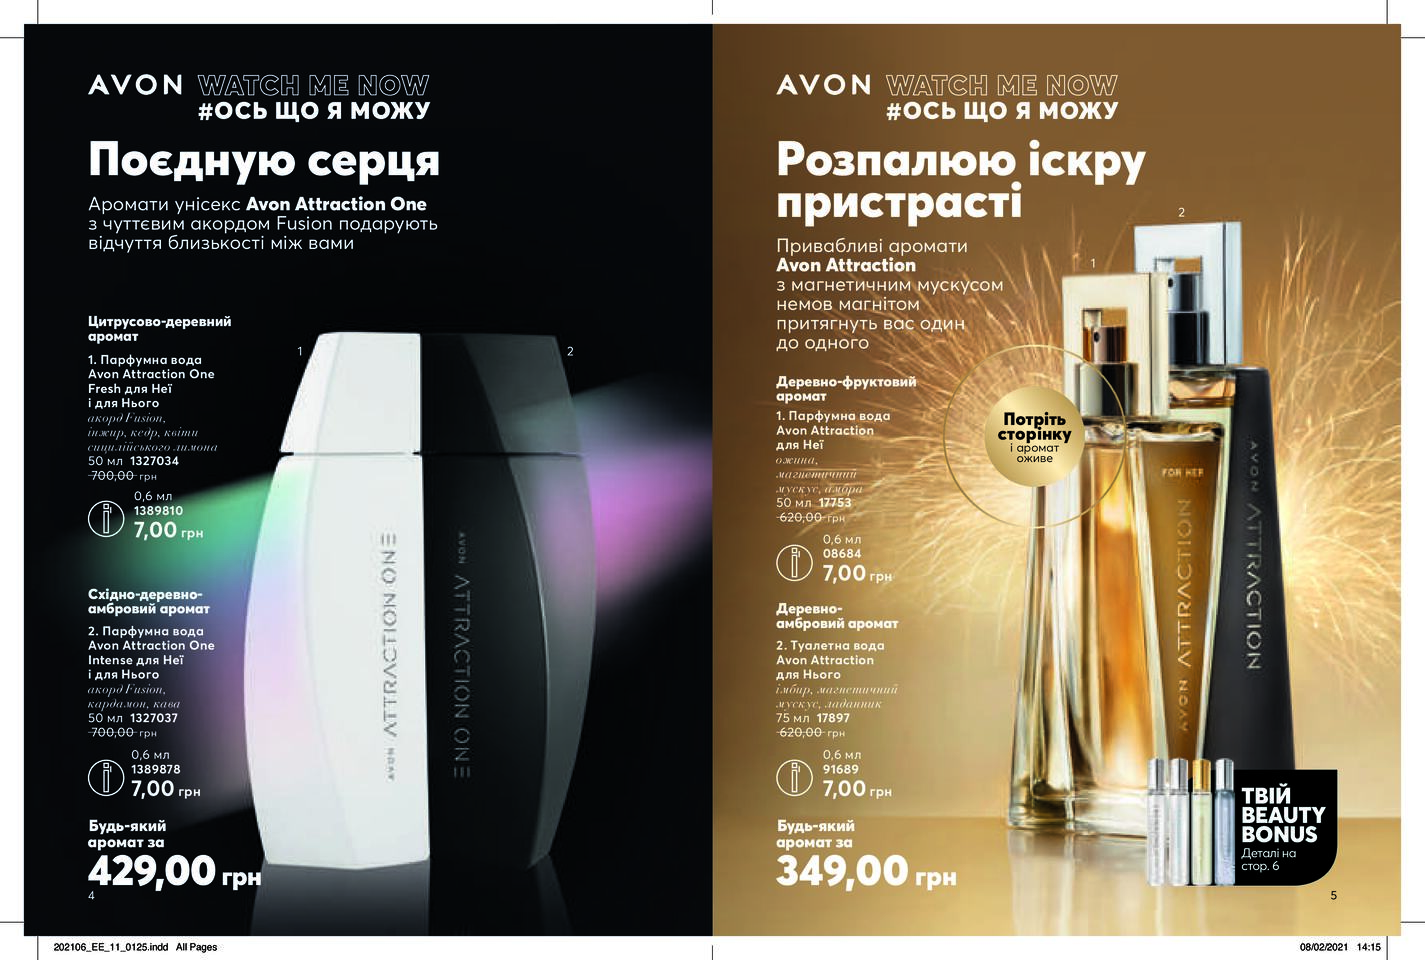 AVON WATCH ME NOW
#ОСЬ ЩО Я МОЖУ
Поєдную серця
Аромати унісекс Avon Attraction One
з чуттєвим акордом Fusion подарують
відчуття близькості між вами
Цитрусово-деревний
аромат
1. Парфумна вода
Avon Attraction One
Fresh для Неї
і для Нього
акорд Fusion,
інжир, кедр, квіти
сицилійського лимона
50 мл 1327034
700,00 грн
0,6 мл
1389810
7,00 грн
Східно-деревно-
амбровий аромат
2. Парфумна вода
Avon Attraction One
Intense для Неї
і для Нього
акорд Fusion,
кардамон, кава
50 мл 1327037
700,00 грн
0,6 мл
1389878
7,00 грн
Будь-який
аромат за
429,00 грн
4
1
2
AVON ATTRACTION ONE
AVON ATTRACTION ONE
AVON WATCH ME NOW
#ОСЬ ЩО Я МОЖУ
Розпалюю іскру
пристрасті
Привабливі аромати
Avon Attraction
з магнетичним мускусом
немов магнітом
притягнуть вас один
до одного
Деревно-фруктовий
аромат
1. Парфумна вода
Avon Attraction
для Неї
ожина,
магнетичний
мускус, амбра
50 мл 17753
620,00 грн
0,6 мл
08684
7,00 грн
Деревно-
амбровий аромат
2. Туалетна вода
Avon Attraction
для Нього
імбир, магнетичний
мускус, ладанник
75 мл 17897
620,00 грн
0,6 мл
91689
7,00 грн
Будь-який
аромат за
349,00 грн
1
2
Потріть
сторінку
і аромат
оживе
FOR HER
AVON ATTRACTION
AVON ATTRACTION
ТВІЙ
BEAUTY
BONUS
Деталі на
стор. 6
5
202106_EE_11_0125.indd All Pages
08/02/2021 14:15